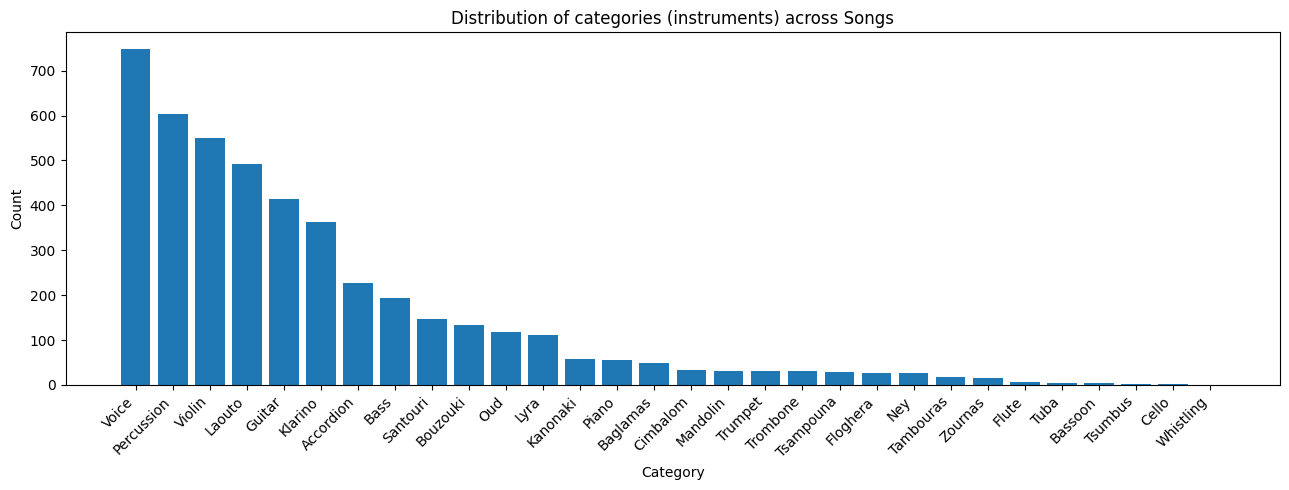 Distribution of categories (instruments) across Songs
Count
700
600
500
400
300
200
100
0
Voice
Percussion
Violin
Laouto
Guitar
Klarino
Accordion
Bass
Santouri
Bouzouki
Oud
Lyra
Kanonaki
Piano
Baglamas
Cimbalom
Mandolin
Trumpet
Trombone
Tsampouna
Floghera
Ney
Tambouras
Zournas
Flute
Tuba
Bassoon
Tsumbus
Cello
Whistling
Category